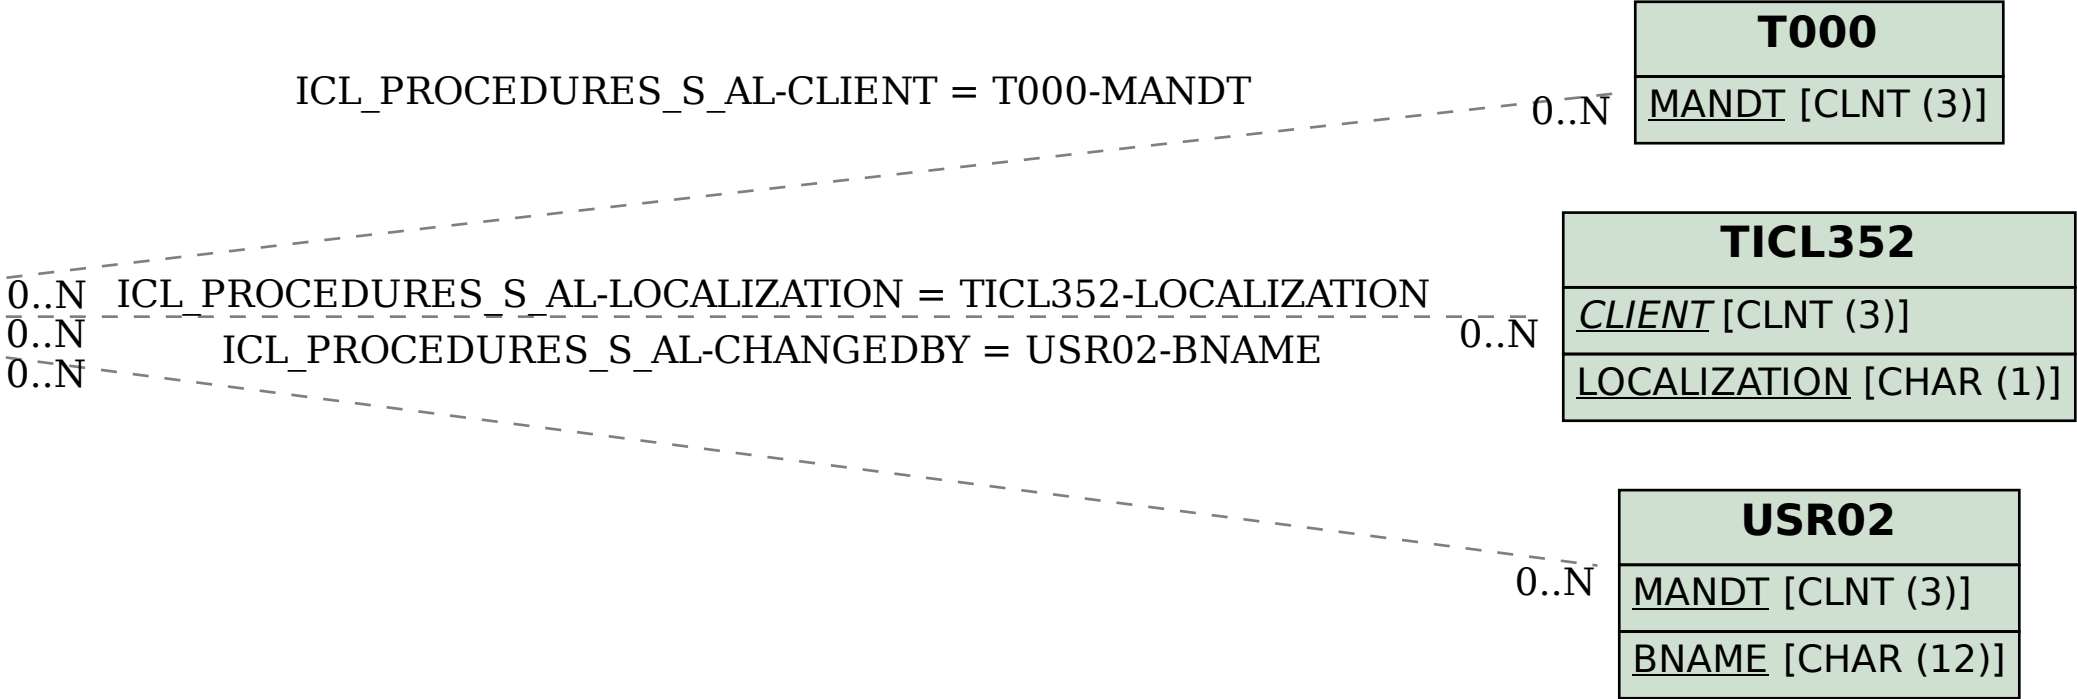 T000
MANDT [CLNT (3)]
ICL_PROCEDURES_S_AL-CLIENT = T000-MANDT
0..N
0..N
TICL352
CLIENT [CLNT (3)]
LOCALIZATION [CHAR (1)]
ICL_PROCEDURES_S_AL-LOCALIZATION = TICL352-LOCALIZATION
0..N
0..N
ICL_PROCEDURES_S_AL-CHANGEDBY = USR02-BNAME
0..N
0..N
USR02
MANDT [CLNT (3)]
BNAME [CHAR (12)]